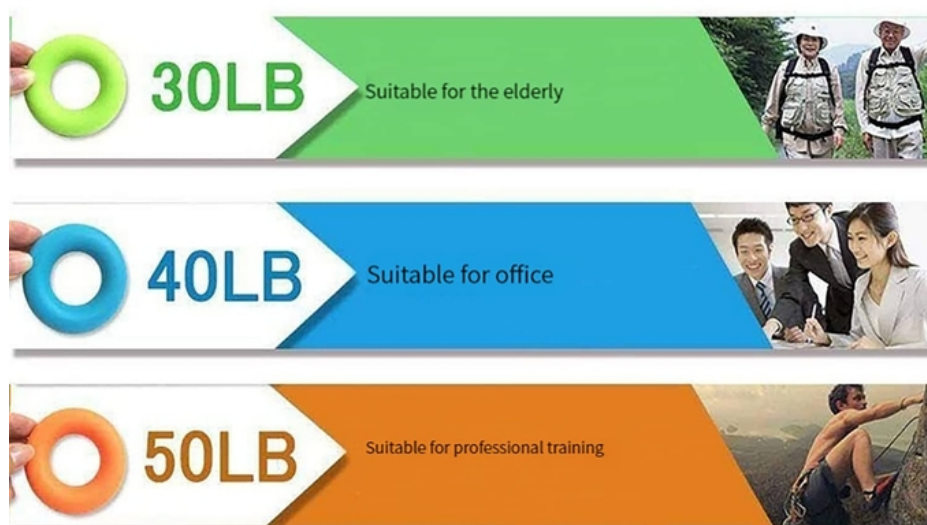 30LB
Suitable for the elderly
40LB
Suitable for office
50LB
Suitable for professional training